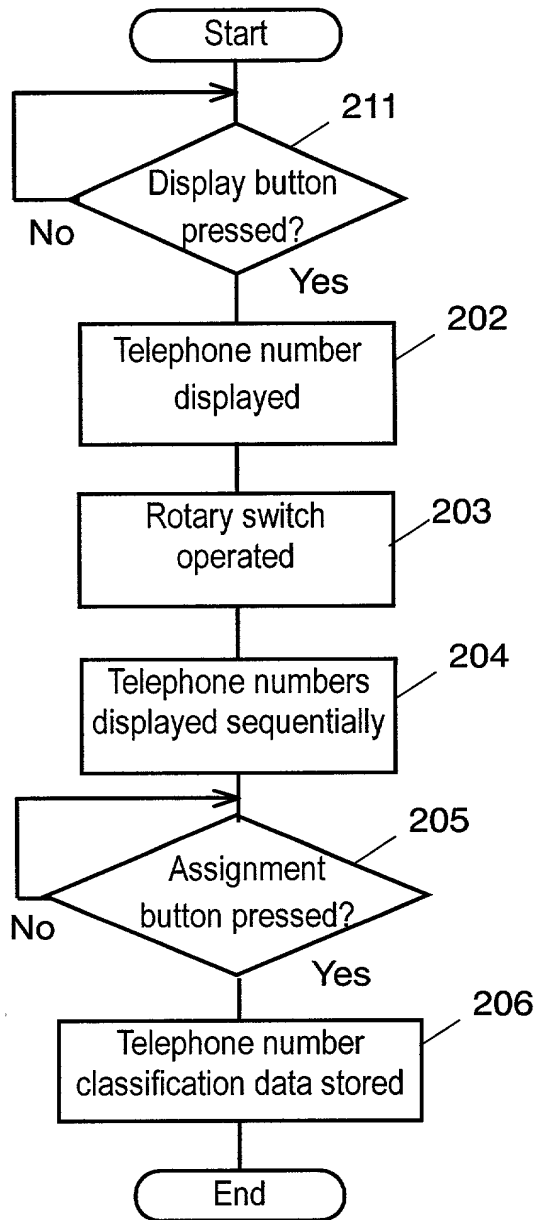 Start
211
Display button
pressed?
No
Yes
202
Telephone number
displayed
203
Rotary switch
operated
204
Telephone numbers
displayed sequentially
205
Assignment
button pressed?
No
Yes
206
Telephone number
classification data stored
End